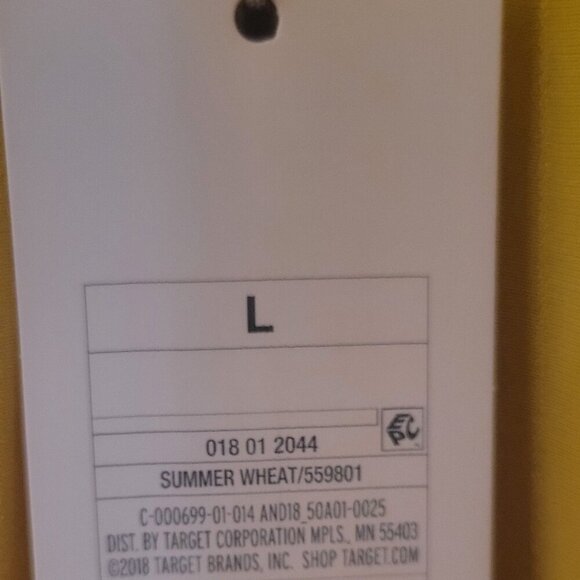 L
EPC
018 01 2044
SUMMER WHEAT/559801
C-000699-01-014 AND18_50A01-0025
DIST. BY TARGET CORPORATION MPLS., MN 55403
©2018 TARGET BRANDS, INC. SHOP TARGET.COM